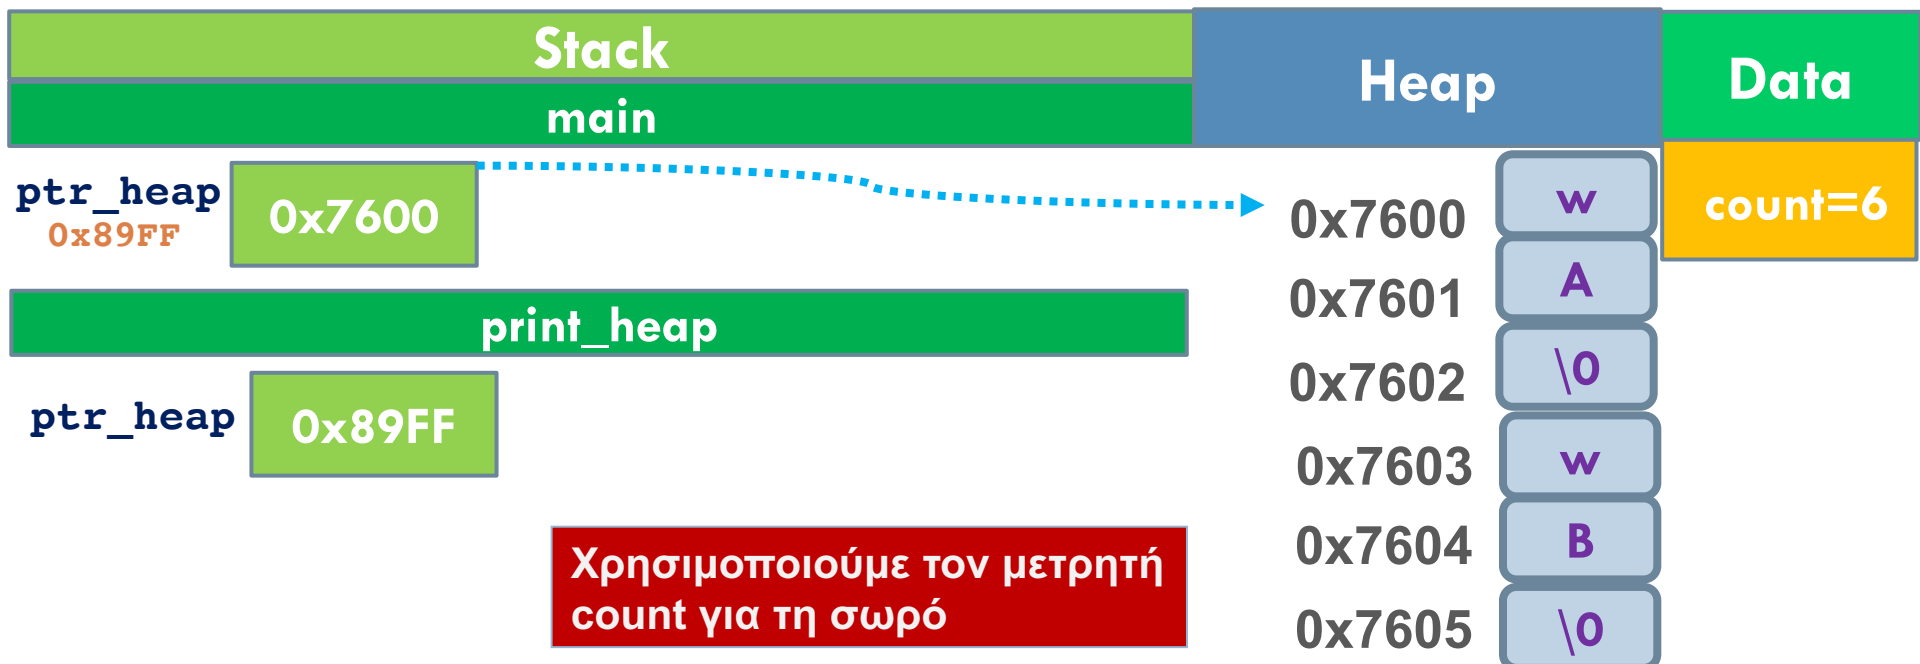 Stack
Heap
Data
main
ptr_heap
0x89FF
0x7600
0x7600
w
count=6
0x7601
A
print_heap
0x7602
\0
ptr_heap
0x89FF
0x7603
w
0x7604
B
Χρησιμοποιούμε τον μετρητή
count για τη σωρό
0x7605
\0